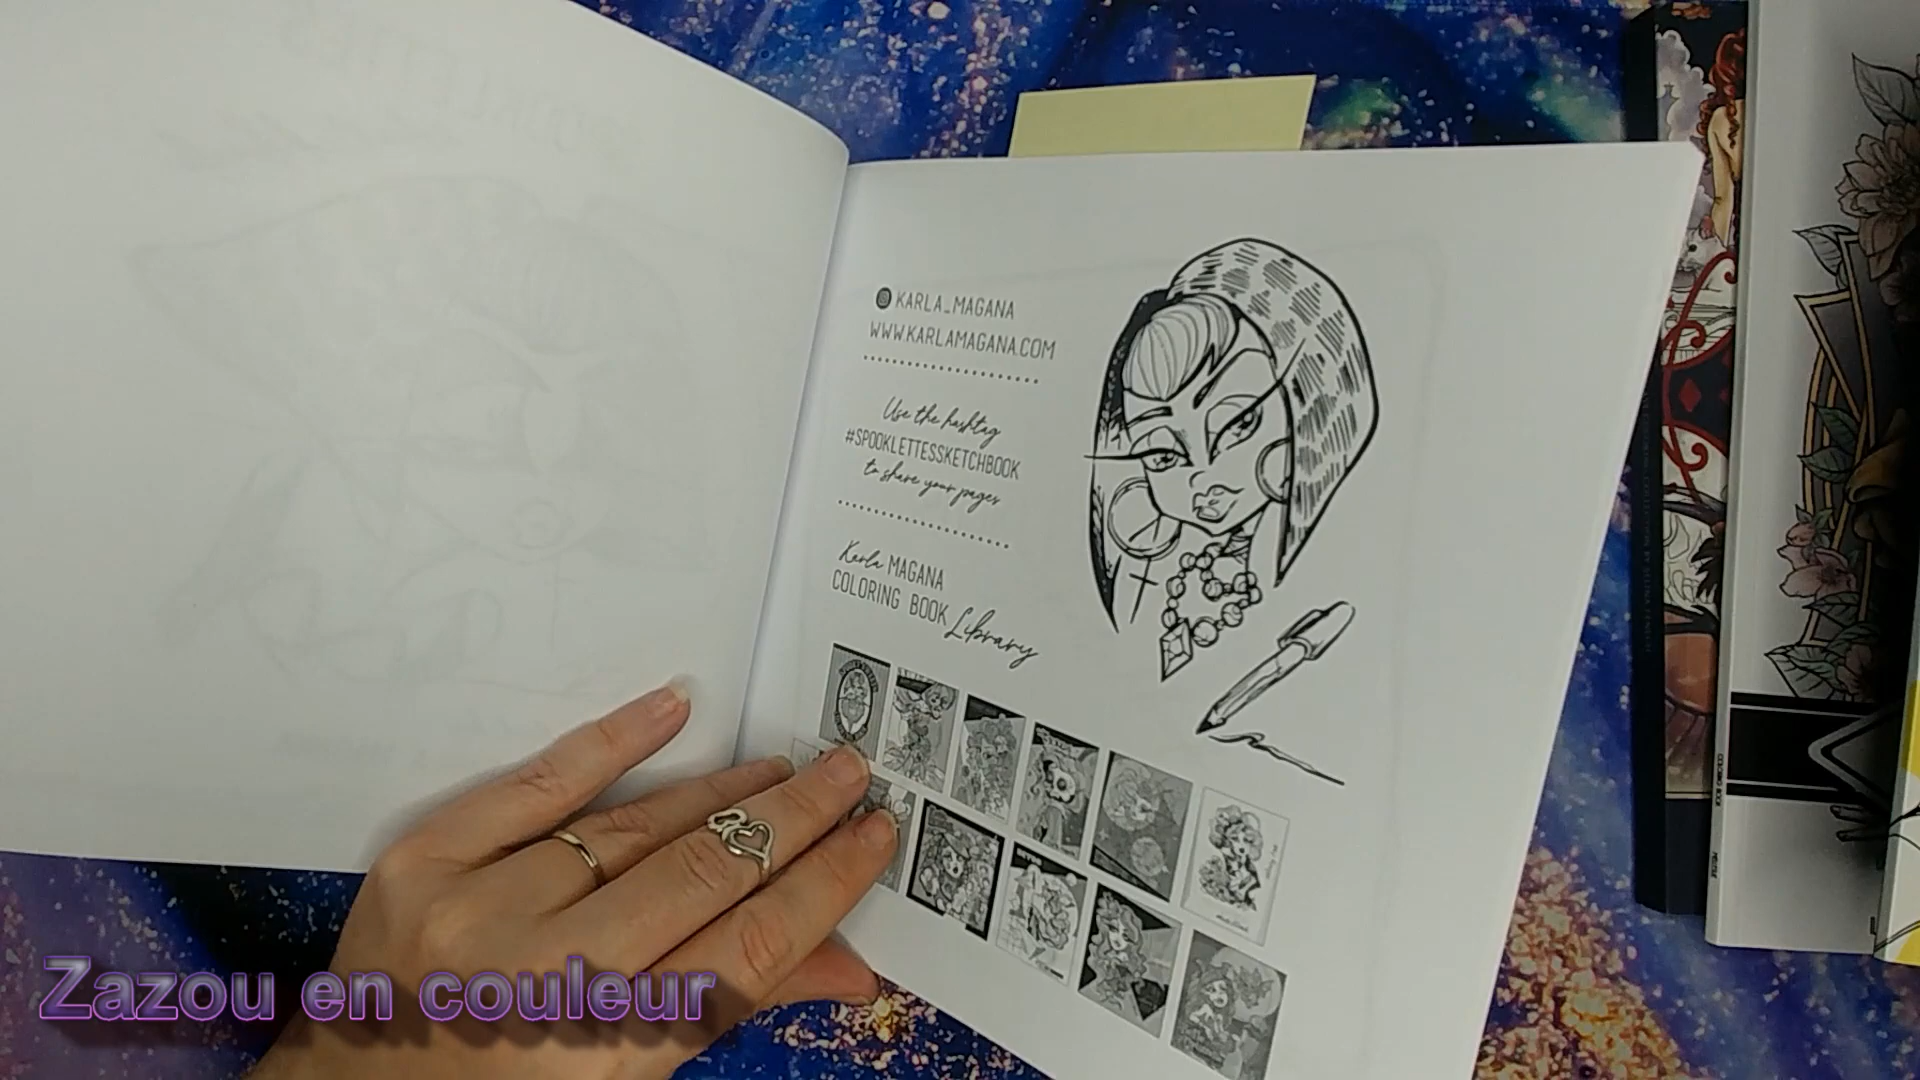 KARLA_MAGANA
WWW.KARLAMAGANA.COM
Use the hashtag
#SPOOKLETTESSKETCHBOOK
to share your pages
Karla MAGANA
COLORING BOOK Library
Zazou en couleur